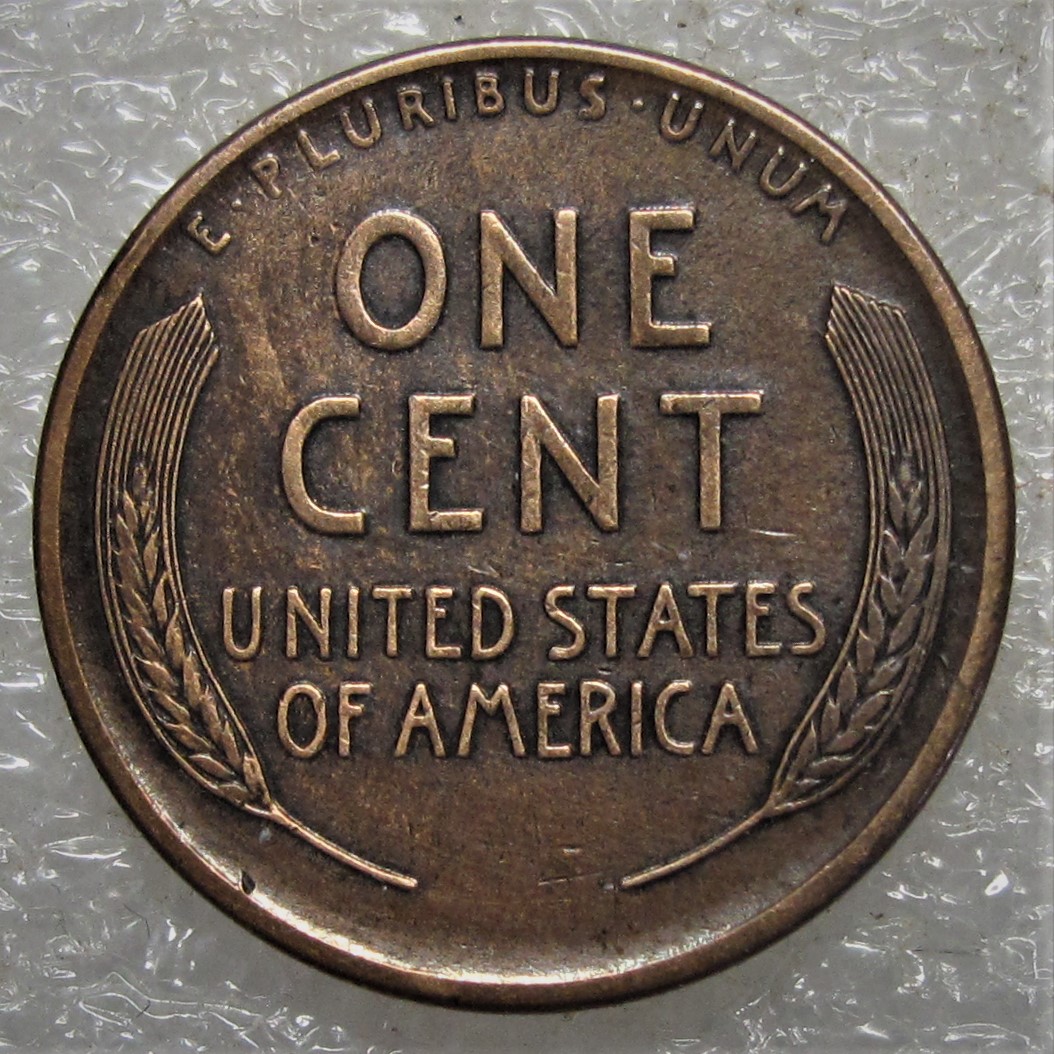 E·PLURIBUS·UNUM
ONE
CENT
UNITED STATES
OF AMERICA